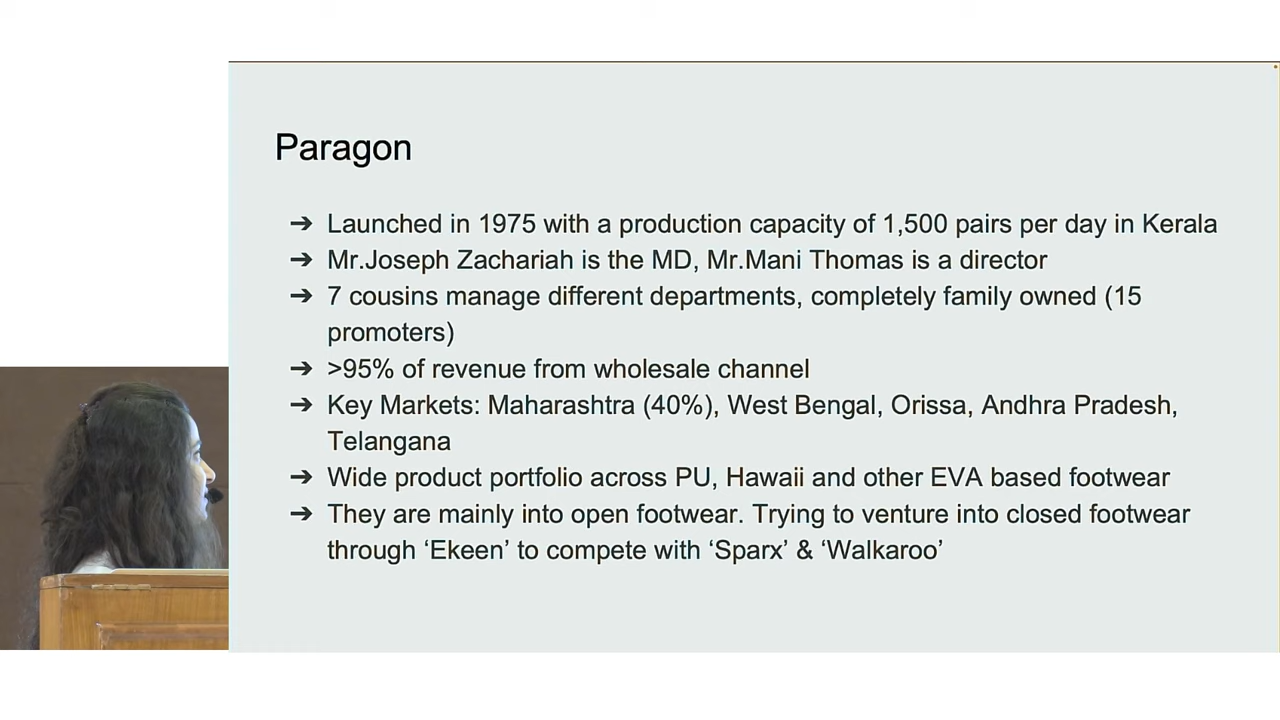 Paragon
➔ Launched in 1975 with a production capacity of 1,500 pairs per day in Kerala
➔ Mr.Joseph Zachariah is the MD, Mr.Mani Thomas is a director
➔ 7 cousins manage different departments, completely family owned (15
promoters)
➔ >95% of revenue from wholesale channel
➔ Key Markets: Maharashtra (40%), West Bengal, Orissa, Andhra Pradesh,
Telangana
➔ Wide product portfolio across PU, Hawaii and other EVA based footwear
➔ They are mainly into open footwear. Trying to venture into closed footwear
through ‘Ekeen’ to compete with ‘Sparx’ & ‘Walkaroo’